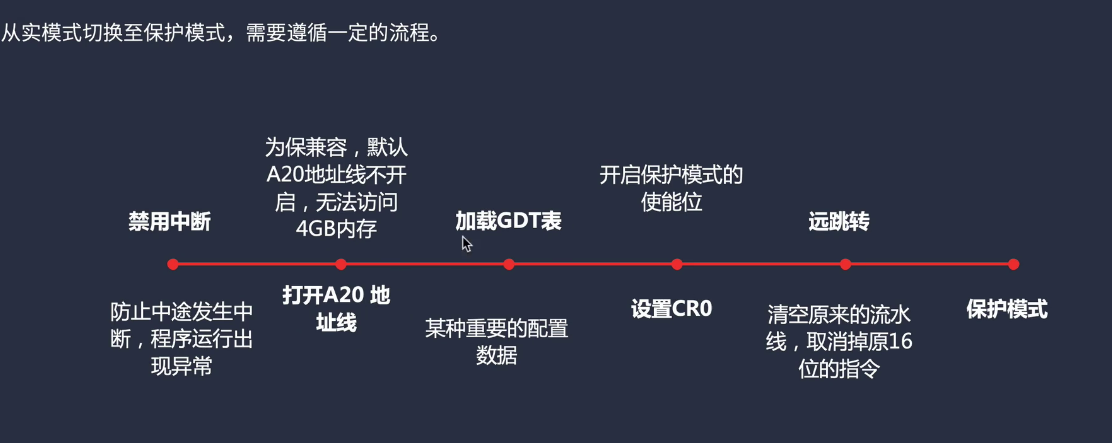 从实模式切换至保护模式，需要遵循一定的流程。
禁用中断
防止中途发生中
断，程序运行出
现异常
为保兼容，默认
A20地址线不开
启，无法访问
4GB内存
打开A20 地
址线
加载GDT表
某种重要的配置
数据
开启保护模式的
使能位
设置CR0
远跳转
清空原来的流水
线，取消掉原16
位的指令
保护模式